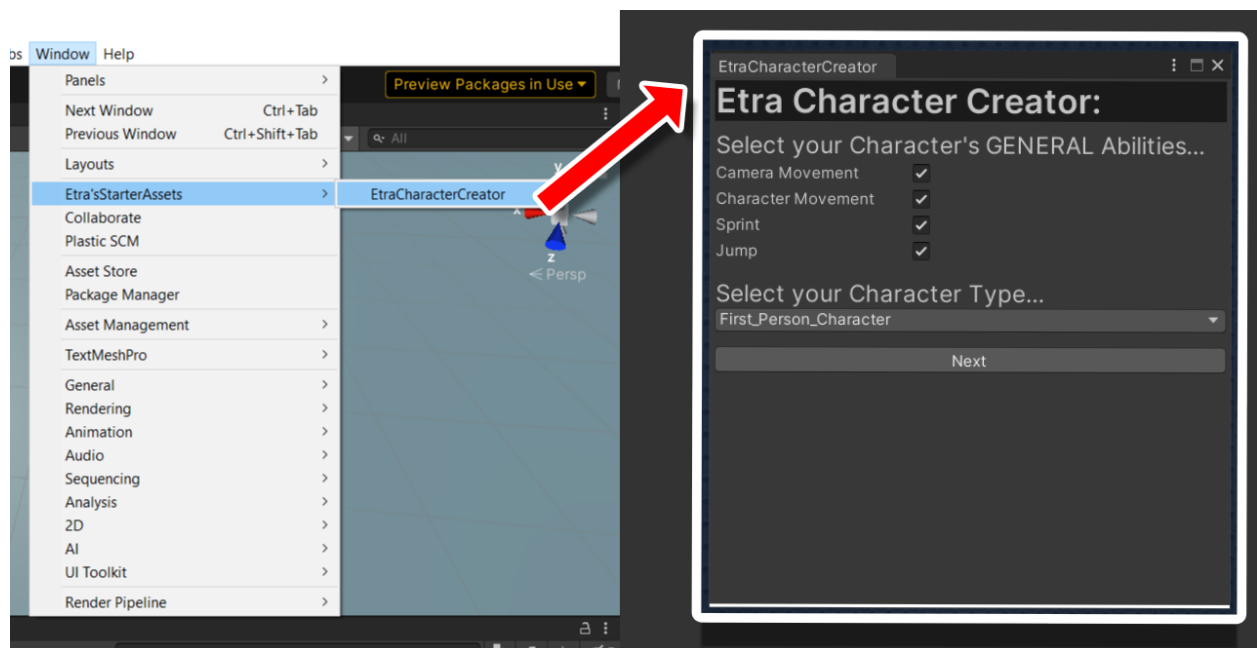 Window Help
Panels
Preview Packages in Use
Next Window Ctrl+Tab
Previous Window Ctrl+Shift+Tab
All
Layouts
Etra'sStarterAssets
EtraCharacterCreator
Collaborate
Plastic SCM
Asset Store
Package Manager
Asset Management
TextMeshPro
General
Rendering
Animation
Audio
Sequencing
Analysis
2D
AI
UI Toolkit
Render Pipeline
y
x
z
Persp
EtraCharacterCreator
Etra Character Creator:
Select your Character's GENERAL Abilities...
Camera Movement
Character Movement
Sprint
Jump
Select your Character Type...
First_Person_Character
Next